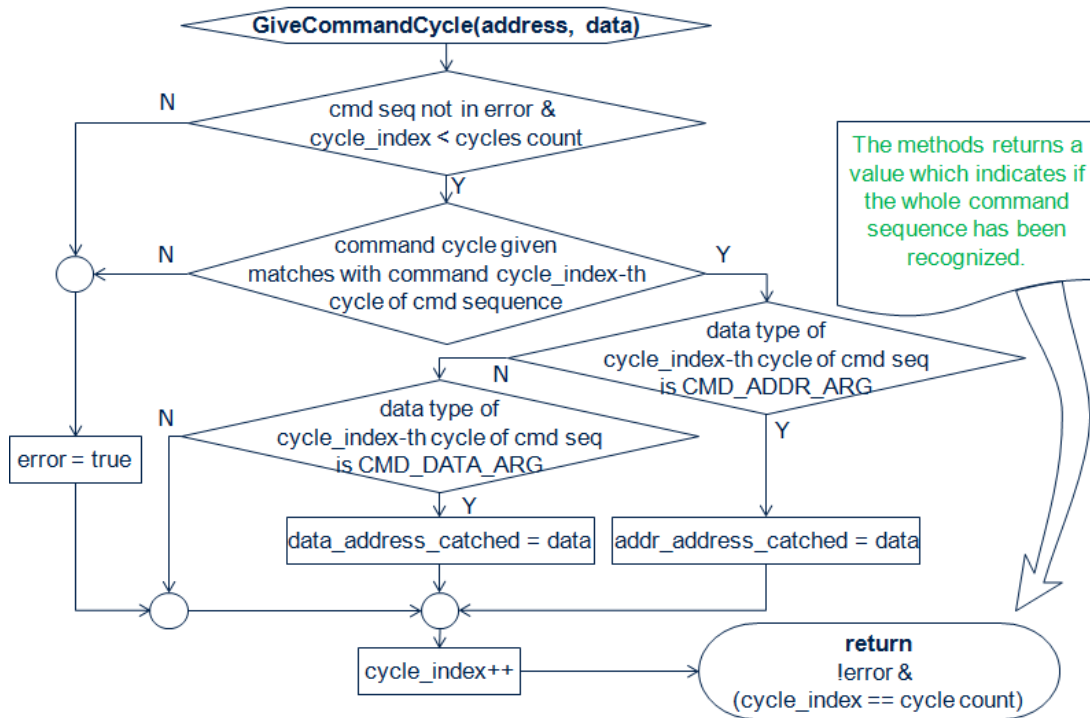 GiveCommandCycle(address, data)
N
cmd seq not in error &
cycle_index < cycles count
Y
The methods returns a
value which indicates if
the whole command
sequence has been
recognized.
N
command cycle given
matches with command cycle_index-th
cycle of cmd sequence
Y
data type of
cycle_index-th cycle of cmd seq
is CMD_ADDR_ARG
N
Y
N
data type of
cycle_index-th cycle of cmd seq
is CMD_DATA_ARG
Y
error = true
data_address_catched = data
addr_address_catched = data
cycle_index++
return
!error &
(cycle_index == cycle count)